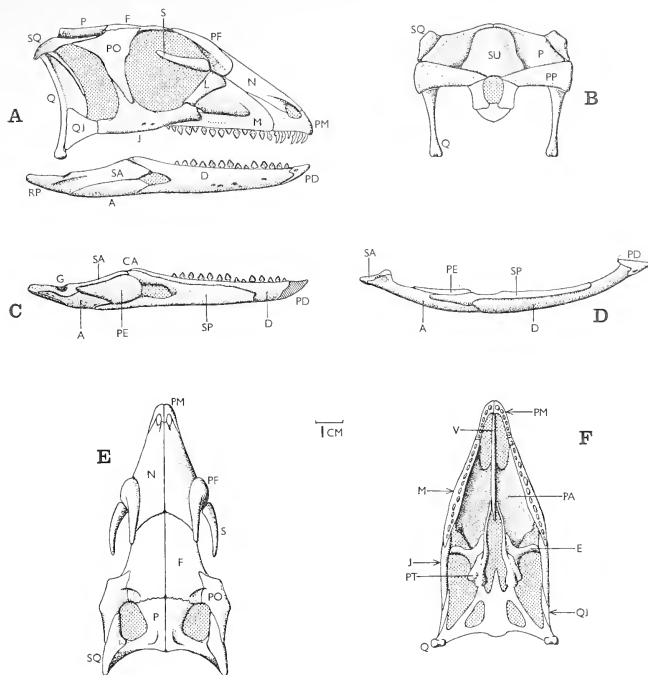 P F S
SQ PO PF
L N
Q
A
QJ M PM
J
SA D PD
RP
A
SQ SU P
PP
B
Q
SA CA
G
C PD
A PE SP D
PD
SA PE SP
A D D
PM
E
N
PF
S
F
PO
P
SQ
1 CM
V PM
F
M PA
J E
PT
QJ
Q